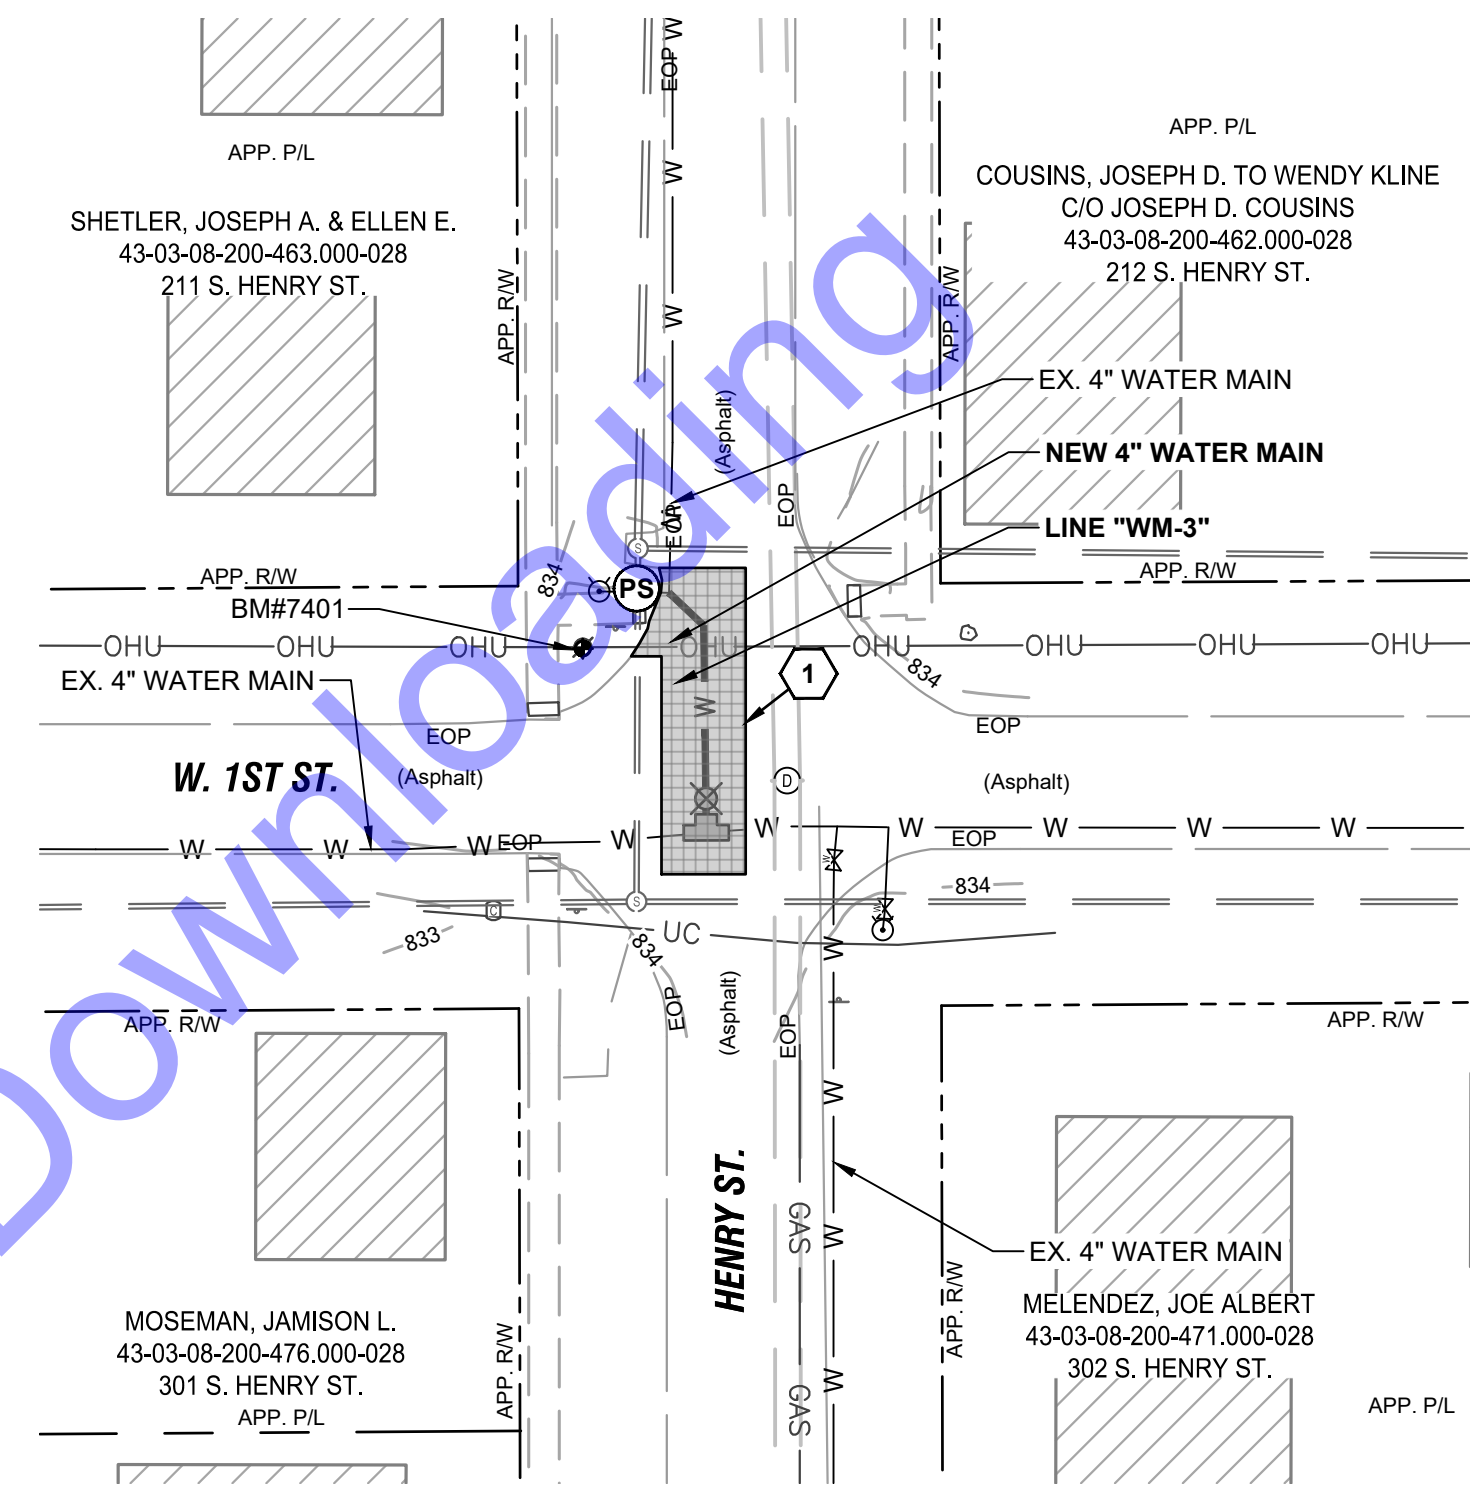 EOP W
APP. P/L
APP. P/L
W
COUSINS, JOSEPH D. TO WENDY KLINE
C/O JOSEPH D. COUSINS
43-03-08-200-462.000-028
212 S. HENRY ST.
SHETLER, JOSEPH A. & ELLEN E.
43-03-08-200-463.000-028
211 S. HENRY ST.
APP. R/W
W
APP. R/W
EX. 4" WATER MAIN
(Asphalt)
NEW 4" WATER MAIN
EOP
EOP
LINE "WM-3"
S
APP. R/W
834
PS
APP. R/W
BM#7401
OHU
OHU
OHU
OHU
OHU
OHU
OHU
OHU
EX. 4" WATER MAIN
1
834
W
EOP
EOP
W. 1ST ST.
(Asphalt)
D
(Asphalt)
W
W
W
EOP
W
W
W
EOP
W
W
W
W
834
C
S
W
833
834
UC
W
(Asphalt)
EOP
EOP
APP. R/W
APP. R/W
W
HENRY ST.
GAS
W
EX. 4" WATER MAIN
APP. R/W
MOSEMAN, JAMISON L.
43-03-08-200-476.000-028
301 S. HENRY ST.
APP. P/L
APP. R/W
MELENDEZ, JOE ALBERT
43-03-08-200-471.000-028
302 S. HENRY ST.
GAS
W
APP. P/L
Downloading